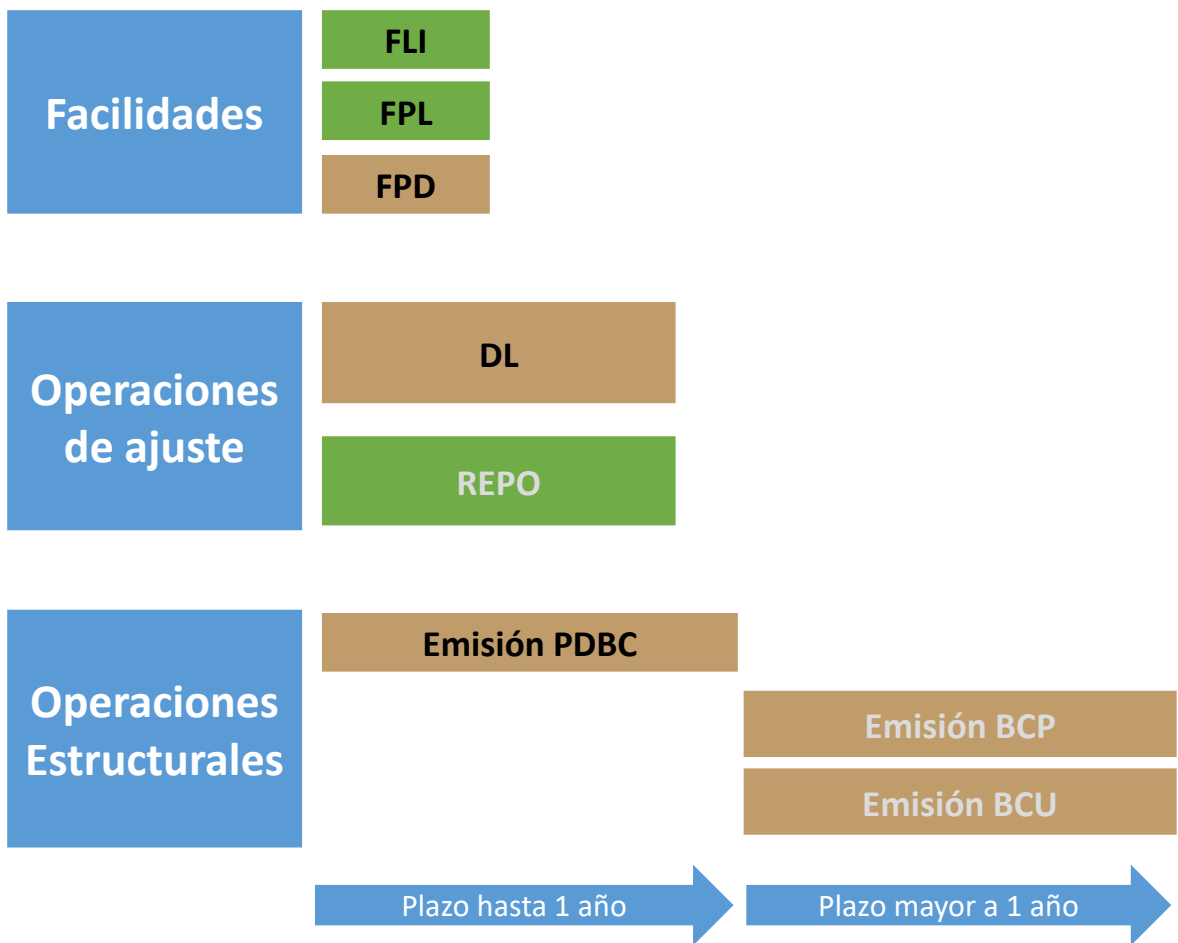 Facilidades
FLI
FPL
FPD
Operaciones
de ajuste
DL
REPO
Operaciones
Estructurales
Emisión PDBC
Emisión BCP
Emisión BCU
Plazo hasta 1 año
Plazo mayor a 1 año